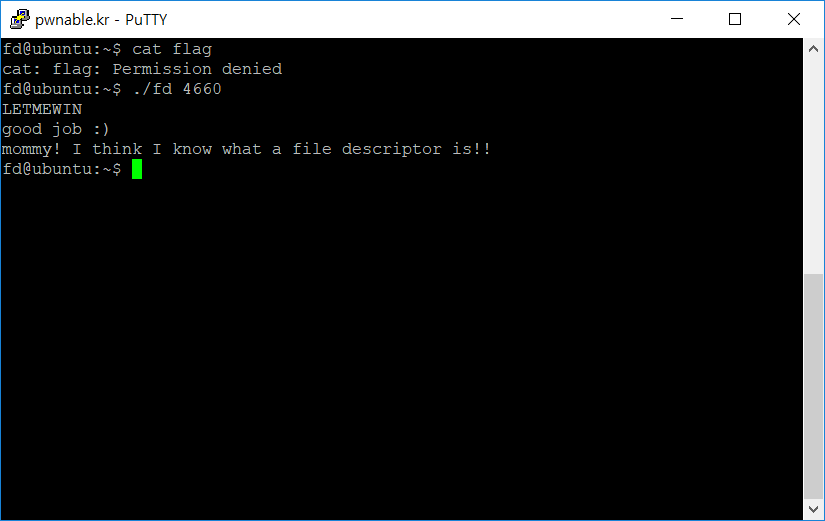 pwnable.kr - PuTTY
fd@ubuntu:~$ cat flag
cat: flag: Permission denied
fd@ubuntu:~$ ./fd 4660
LETMEWIN
good job :)
mommy! I think I know what a file descriptor is!!
fd@ubuntu:~$